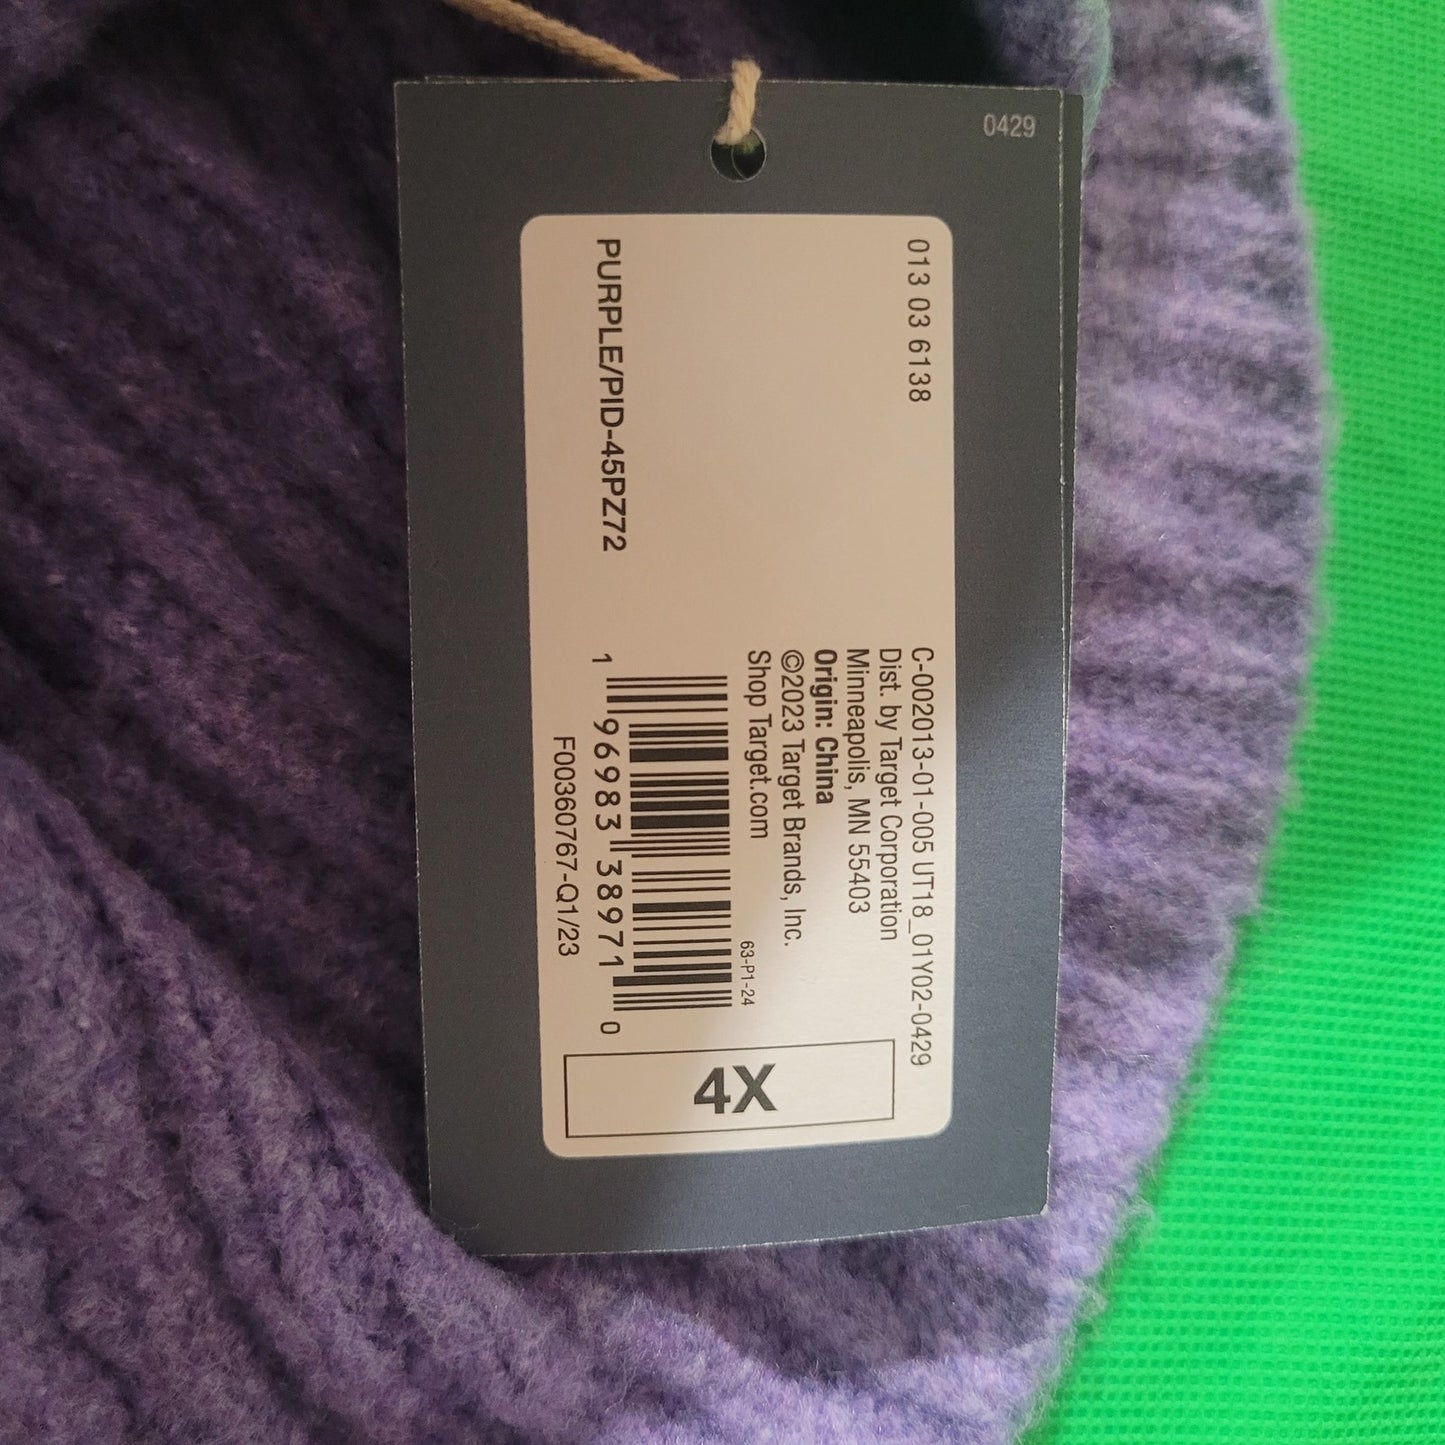 0429
013 03 6138
PURPLE/PID-45PZ72
C-002013-01-005 UT18_01Y02-0429
Dist. by Target Corporation
Minneapolis, MN 55403
Origin: China
©2023 Target Brands, Inc.
Shop Target.com
63-P1-24
1 96983 38971 0
F00360767-Q1/23
4X